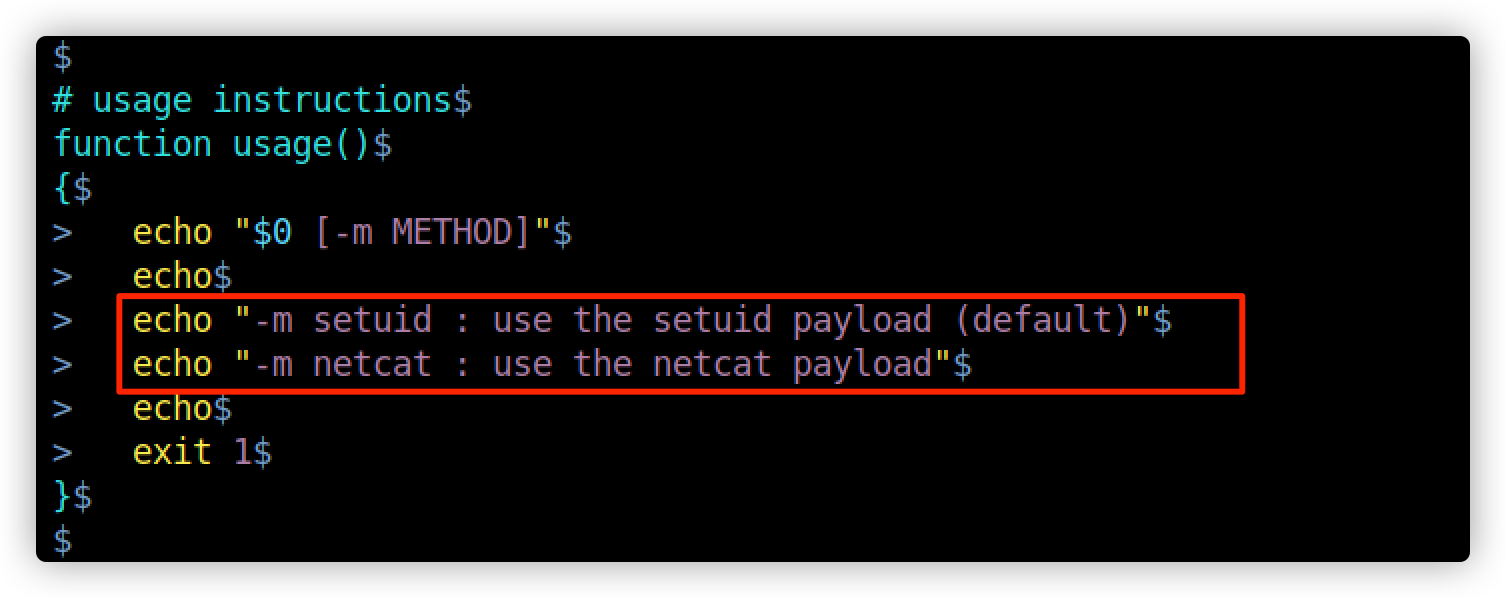 $
# usage instructions$
function usage()$
{$
>   echo "$0 [-m METHOD]"$
>   echo$
>   echo "-m setuid : use the setuid payload (default)"$
>   echo "-m netcat : use the netcat payload"$
>   echo$
>   exit 1$
}$
$